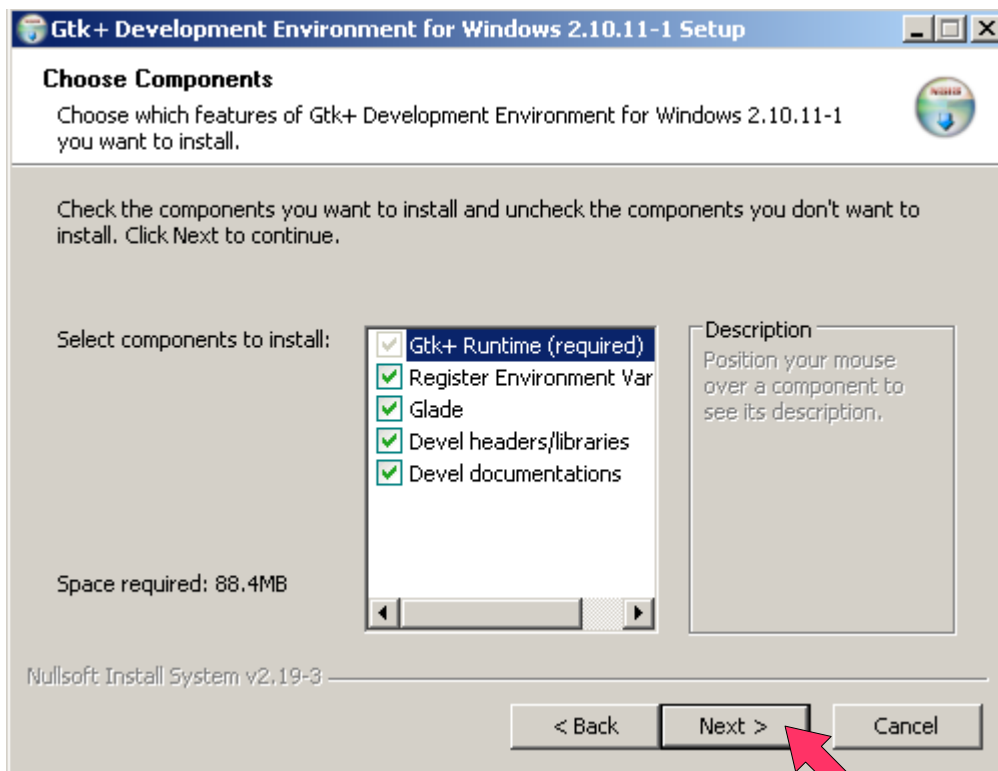 Gtk+ Development Environment for Windows 2.10.11-1 Setup
Choose Components
Choose which features of Gtk+ Development Environment for Windows 2.10.11-1
you want to install.
Check the components you want to install and uncheck the components you don't want to
install. Click Next to continue.
Select components to install:
Gtk+ Runtime (required)
Register Environment Var
Glade
Devel headers/libraries
Devel documentations
Description
Position your mouse
over a component to
see its description.
Space required: 88.4MB
Nullsoft Install System v2.19-3
< Back
Next >
Cancel